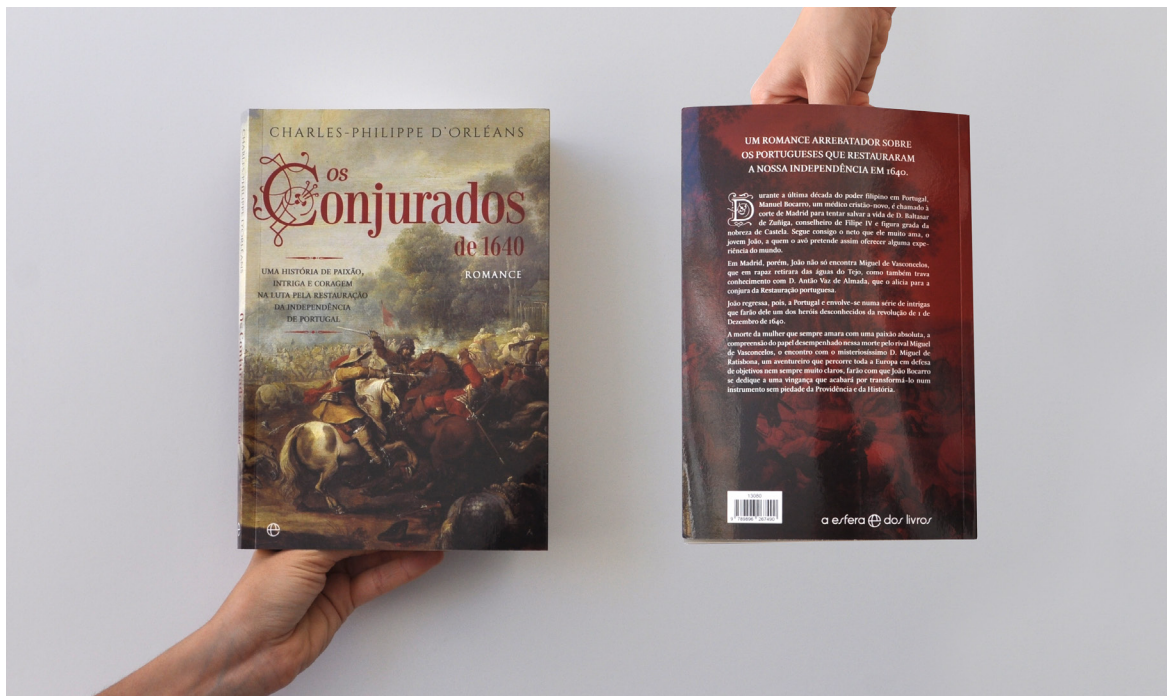 CHARLES-PHILIPPE D'ORLÉANS
OS
Conjurados
de 1640
ROMANCE
UMA HISTÓRIA DE PAIXÃO,
INTRIGA E CORAGEM
NA LUTA PELA RESTAURAÇÃO
DA INDEPENDÊNCIA
DE PORTUGAL
UM ROMANCE ARREBATADOR SOBRE
OS PORTUGUESES QUE RESTAURARAM
A NOSSA INDEPENDÊNCIA EM 1640.
Durante a última década do poder filipino em Portugal,
Manuel Bocarro, um médico cristão-novo, é chamado à
corte de Madrid para tentar salvar a vida de D. Baltasar
de Zuñiga, conselheiro de Filipe IV e figura grada da
nobreza de Castela. Segue consigo o neto que ele muito ama, o
jovem João, a quem o avô pretende assim oferecer alguma expe-
riência do mundo.
Em Madrid, porém, João não só encontra Miguel de Vasconcelos,
que em rapaz retirara das águas do Tejo, como também trava
conhecimento com D. Antão Vaz de Almada, que o alicia para a
conjura da Restauração portuguesa.
João regressa, pois, a Portugal e envolve-se numa série de intrigas
que farão dele um dos heróis desconhecidos da revolução de 1 de
Dezembro de 1640.
A morte da mulher que sempre amara com uma paixão absoluta, a
compreensão do papel desempenhado nessa morte pelo rival Miguel
de Vasconcelos, o encontro com o misteriosíssimo D. Miguel de
Ratisbona, um aventureiro que percorre toda a Europa em defesa
de objetivos nem sempre muito claros, farão com que João Bocarro
se dedique a uma vingança que acabará por transformá-lo num
instrumento sem piedade da Providência e da História.
a esfera dos livros